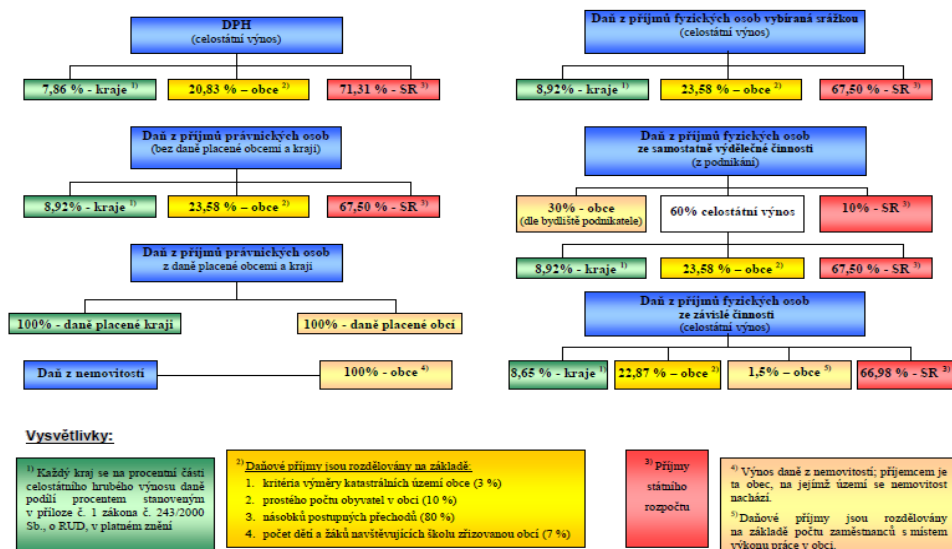 DPH
(celostátní výnos)
7,86 % - kraje 1)
20,83 % – obce 2)
71,31 % - SR 3)
Daň z příjmů právnických osob
(bez daně placené obcemi a kraji)
8,92% - kraje 1)
23,58 % – obce 2)
67,50 % - SR 3)
Daň z příjmů právnických osob
z daně placené obcemi a kraji
100% - daně placené kraji
100% - daně placené obcí
Daň z nemovitostí
100% - obce 4)
Daň z příjmů fyzických osob vybíraná srážkou
(celostátní výnos)
8,92% - kraje 1)
23,58 % – obce 2)
67,50 % - SR 3)
Daň z příjmů fyzických osob
ze samostatně výdělečné činnosti
(z podnikání)
30% - obce
(dle bydliště podnikatele)
60% celostátní výnos
10% - SR 3)
8,92% - kraje 1)
23,58 % – obce 2)
67,50 % - SR 3)
Daň z příjmů fyzických osob
ze závislé činnosti
(celostátní výnos)
8,65 % - kraje 1)
22,87 % – obce 2)
1,5% – obce 5)
66,98 % - SR 3)
Vysvětlivky:
1) Každý kraj se na procentní části
celostátního hrubého výnosu daně
podílí procentem stanoveným
v příloze č. 1 zákona č. 243/2000
Sb., o RUD, v platném znění
2) Daňové příjmy jsou rozdělovány na základě:
1. kritéria výměry katastrálních území obce (3 %)
2. prostého počtu obyvatel v obci (10 %)
3. násobků postupných přechodů (80 %)
4. počet dětí a žáků navštěvujících školu zřizovanou obcí (7 %)
3) Příjmy
státního
rozpočtu
4) Výnos daně z nemovitostí; příjemcem je
ta obec, na jejímž území se nemovitost
nachází.
5) Daňové příjmy jsou rozdělovány
na základě počtu zaměstnanců s místem
výkonu práce v obci.